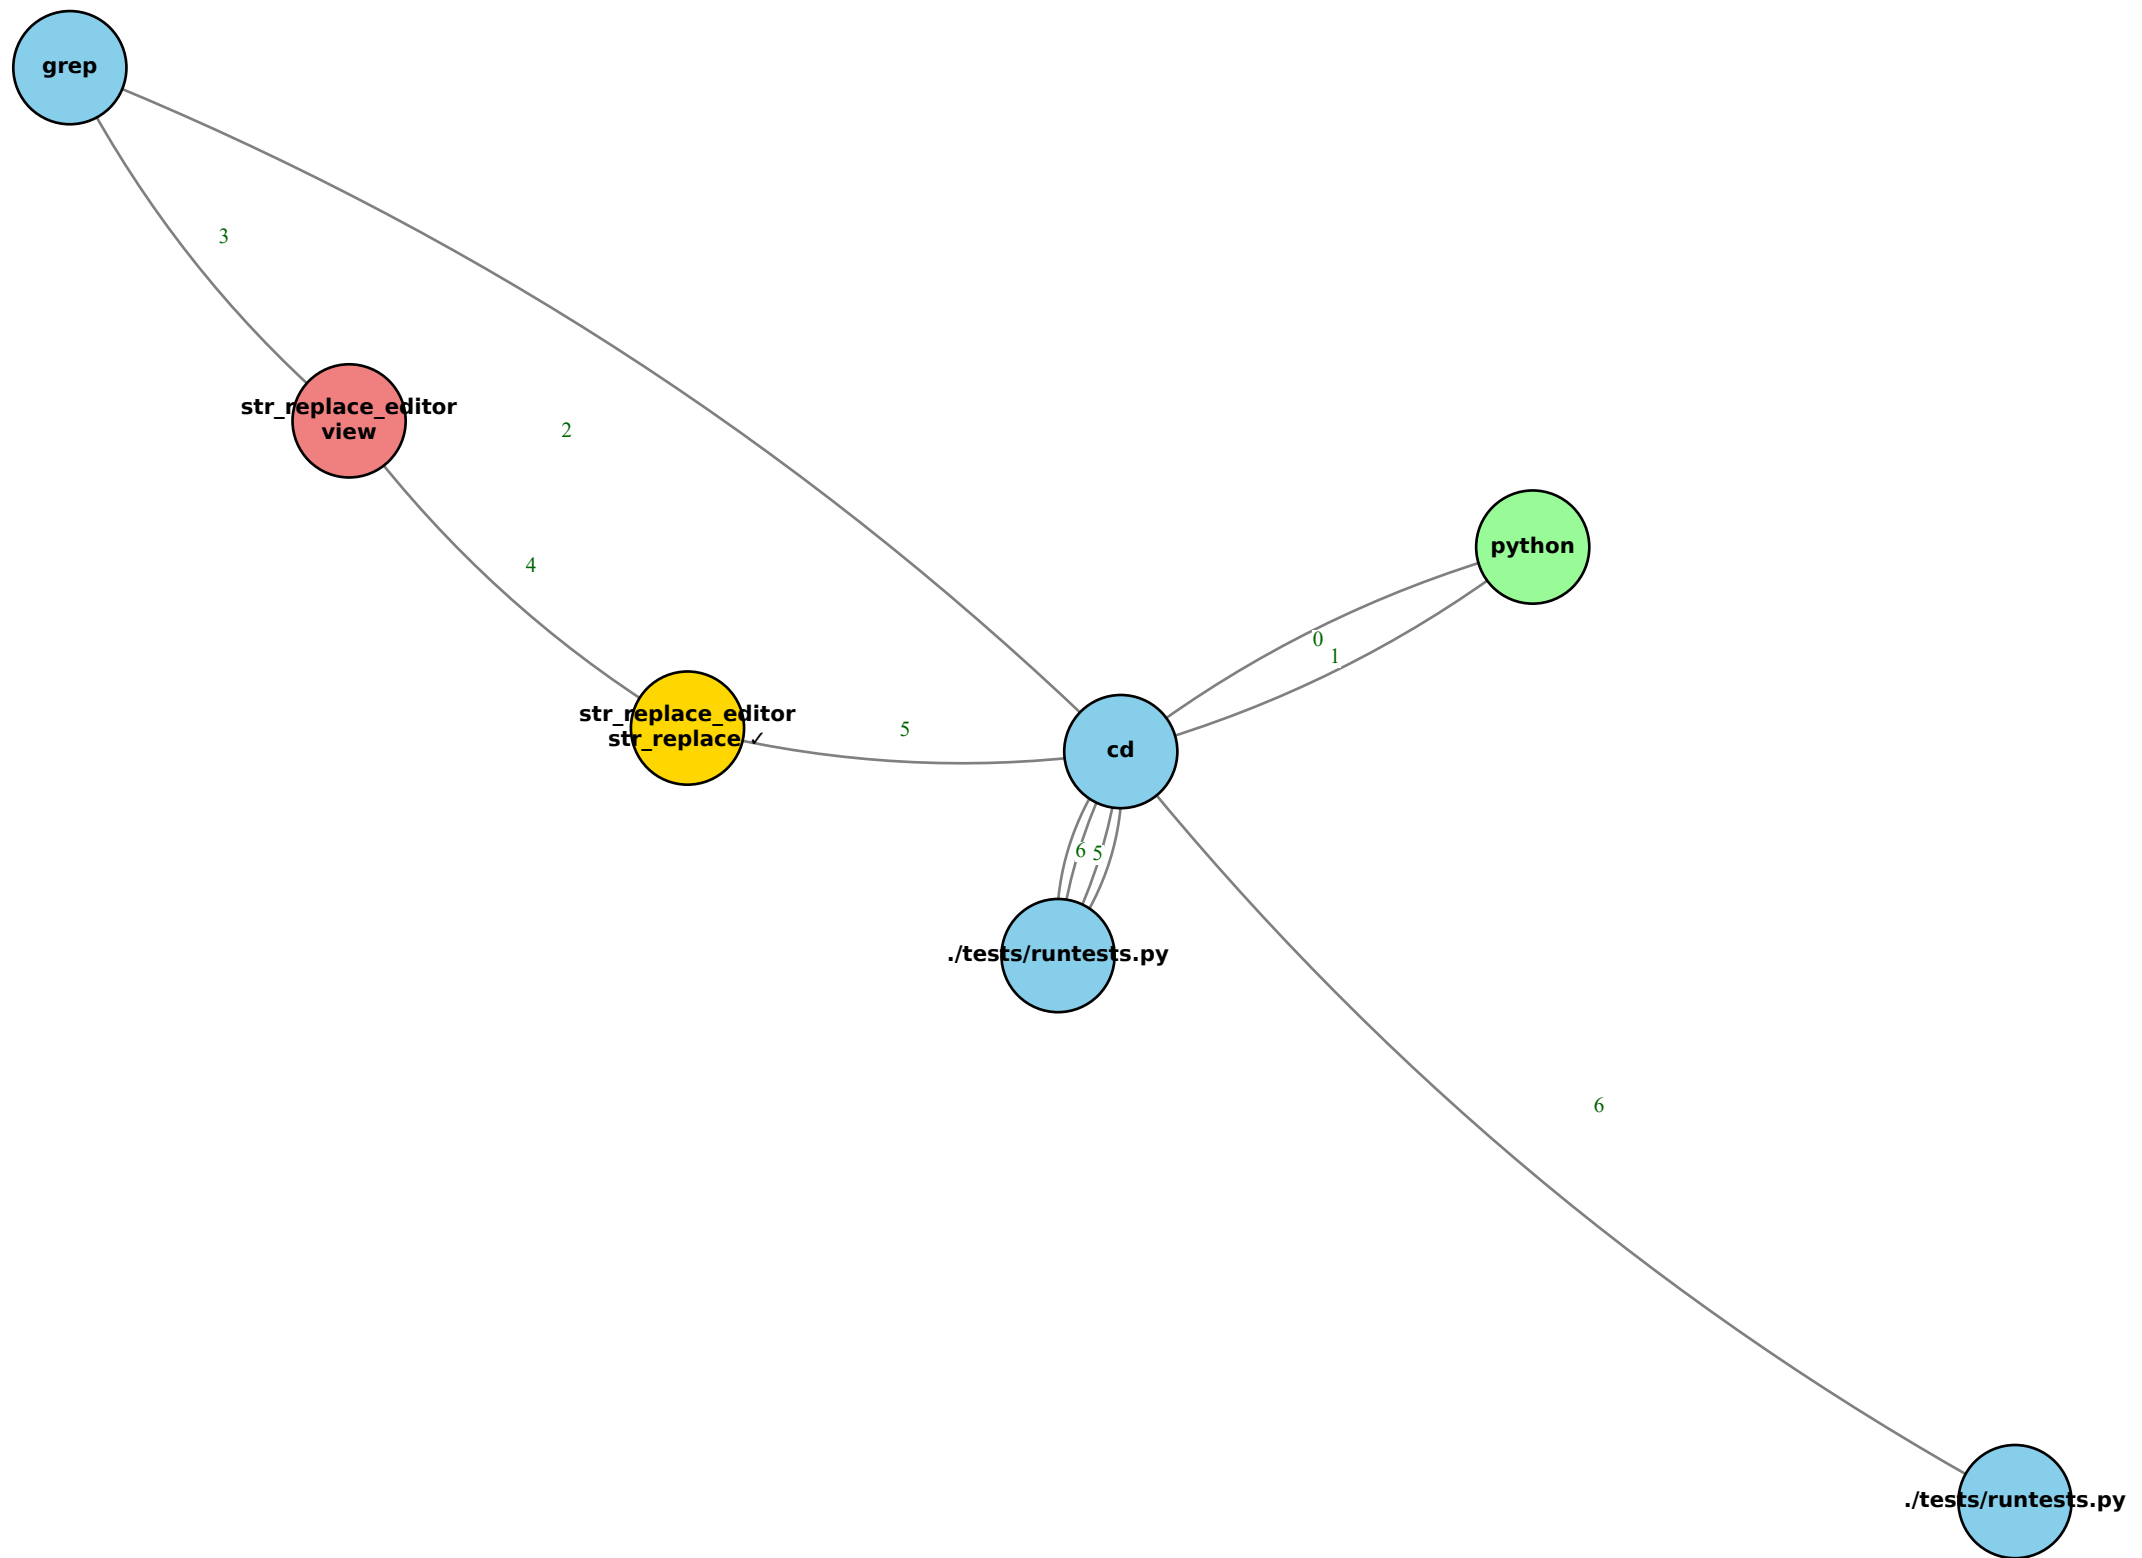 grep
3
str_replace_editor
view
2
4
python
0
1
str_replace_editor
str_replace ✓
5
cd
6
5
./tests/runtests.py
6
./tests/runtests.py